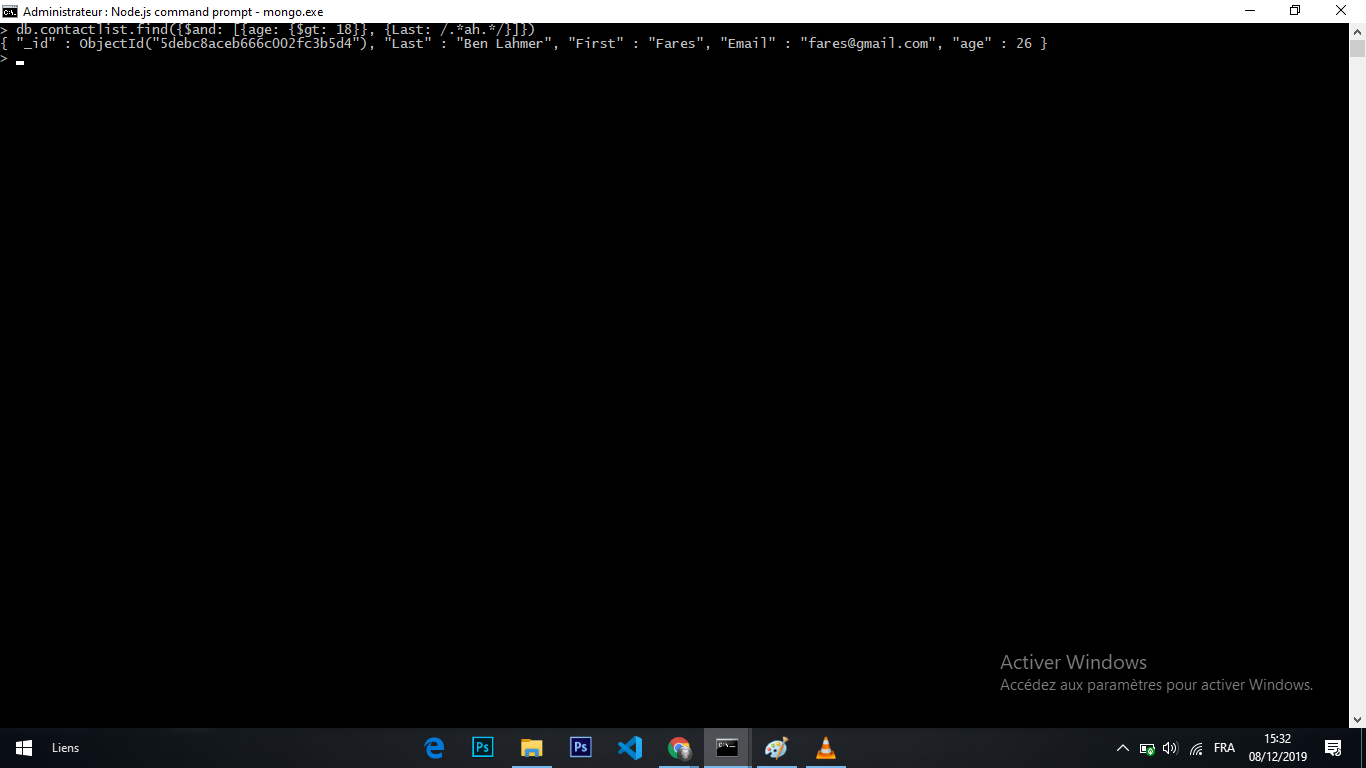 Administrateur : Node.js command prompt - mongo.exe
> db.contactlist.find({$and: [{age: {$gt: 18}}, {Last: /.*ah.*/}]})
{ "_id" : ObjectId("5debc8aceb666c002fc3b5d4"), "Last" : "Ben Lahmer", "First" : "Fares", "Email" : "fares@gmail.com", "age" : 26 }
>
Activer Windows
Accédez aux paramètres pour activer Windows.
Liens
Ps
Ps
FRA
15:32
08/12/2019